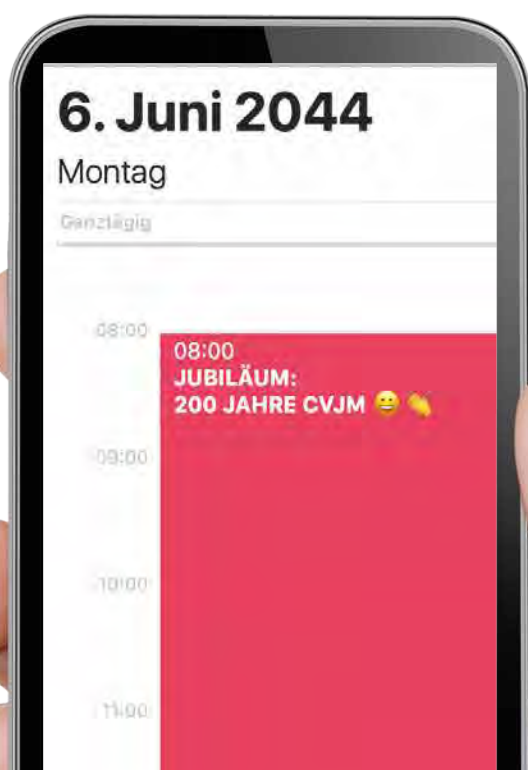 6. Juni 2044
Montag
Ganztägig
08:00
08:00
JUBILÄUM:
200 JAHRE CVJM 😀 👏
09:00
10:00
11:00